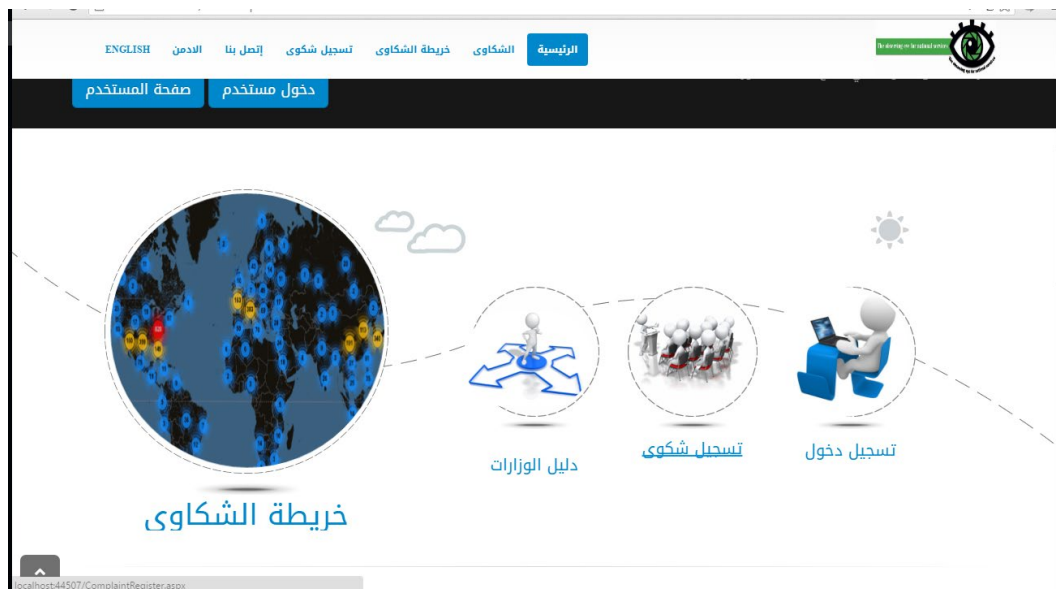 الرئيسية الشكاوى خريطة الشكاوى تسجيل شكوى إتصل بنا الادمن ENGLISH
دخول مستخدم صفحة المستخدم
تسجيل دخول
تسجيل شكوى
دليل الوزارات
خريطة الشكاوى
localhost:44507/ComplaintRegister.aspx